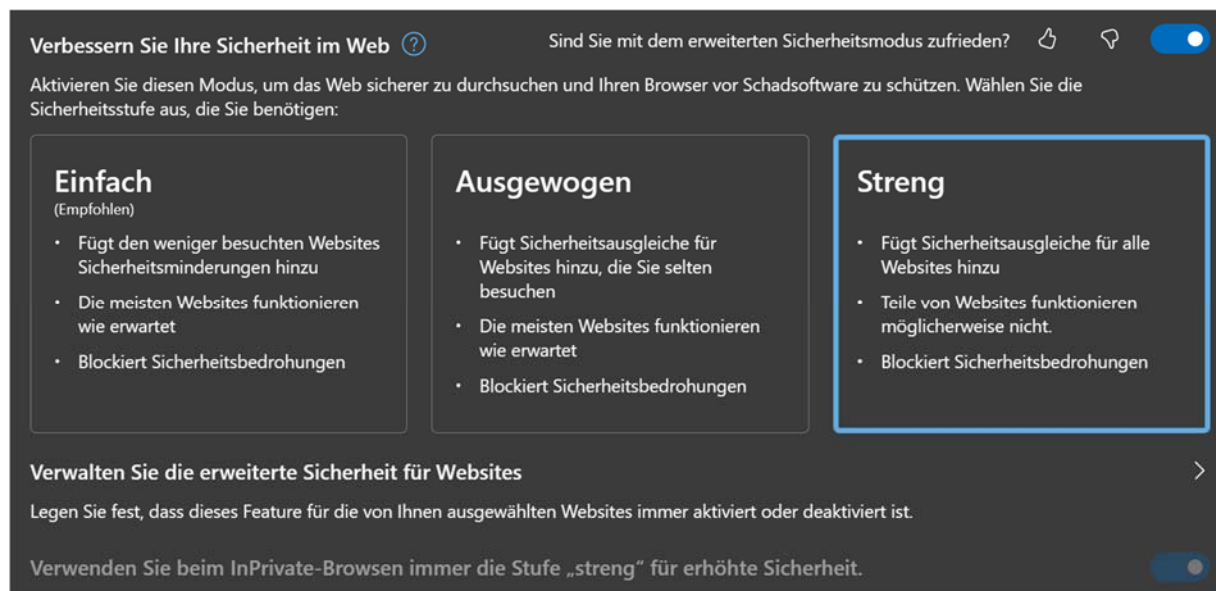 Verbessern Sie Ihre Sicherheit im Web ?
Sind Sie mit dem erweiterten Sicherheitsmodus zufrieden?
Aktivieren Sie diesen Modus, um das Web sicherer zu durchsuchen und Ihren Browser vor Schadsoftware zu schützen. Wählen Sie die
Sicherheitsstufe aus, die Sie benötigen:
Einfach
(Empfohlen)
• Fügt den weniger besuchten Websites
Sicherheitsminderungen hinzu
• Die meisten Websites funktionieren
wie erwartet
• Blockiert Sicherheitsbedrohungen
Ausgewogen
• Fügt Sicherheitsausgleiche für
Websites hinzu, die Sie selten
besuchen
• Die meisten Websites funktionieren
wie erwartet
• Blockiert Sicherheitsbedrohungen
Streng
• Fügt Sicherheitsausgleiche für alle
Websites hinzu
• Teile von Websites funktionieren
möglicherweise nicht.
• Blockiert Sicherheitsbedrohungen
Verwalten Sie die erweiterte Sicherheit für Websites
Legen Sie fest, dass dieses Feature für die von Ihnen ausgewählten Websites immer aktiviert oder deaktiviert ist.
Verwenden Sie beim InPrivate-Browsen immer die Stufe „streng“ für erhöhte Sicherheit.